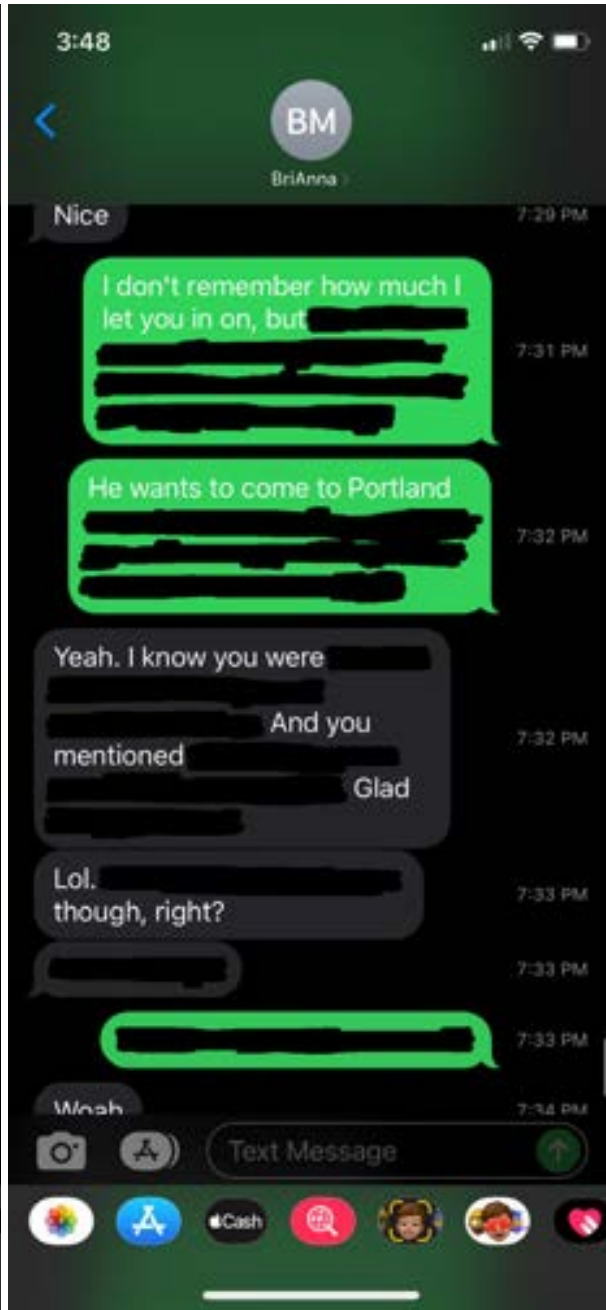 3:48
BM
BriAnna
Nice
7:29 PM
I don't remember how much I
let you in on, but
7:31 PM
He wants to come to Portland
7:32 PM
Yeah. I know you were
And you
mentioned
Glad
7:32 PM
Lol.
though, right?
7:33 PM
7:33 PM
7:33 PM
Woah
7:34 PM
Text Message
Cash